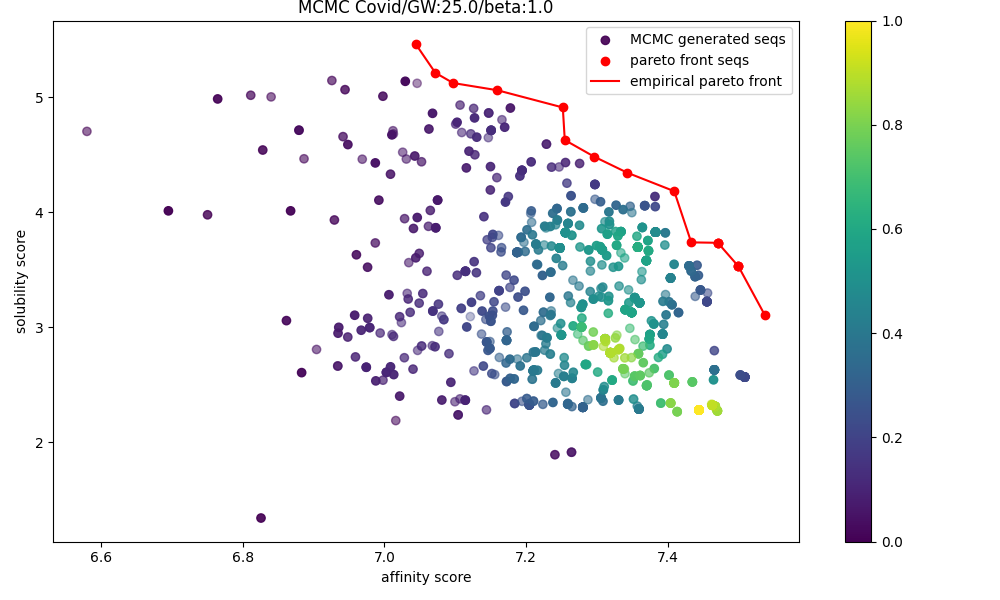 MCMC Covid/GW:25.0/beta:1.0
MCMC generated seqs
pareto front seqs
empirical pareto front
solubility score
5
4
3
2
6.6
6.8
7.0
7.2
7.4
affinity score
1.0
0.8
0.6
0.4
0.2
0.0